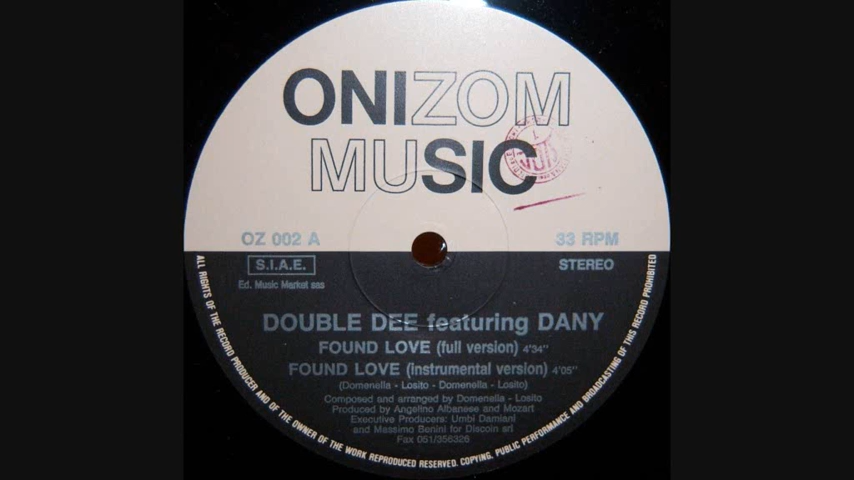 ONIZOM
MUSIC
OZ 002 A
33 RPM
S.I.A.E.
STEREO
Ed. Music Market sas
DOUBLE DEE featuring DANY
FOUND LOVE (full version) 4'34"
FOUND LOVE (instrumental version) 4'05"
(Domenella - Losito - Domenella - Losito)
Composed and arranged by Domenella - Losito
Produced by Angelino Albanese and Mozart
Executive Producers: Umbi Damiani
and Massimo Benini for Discoin srl
Fax 051/356326
ALL RIGHTS OF THE RECORD PRODUCER AND OF THE OWNER OF THE WORK REPRODUCED RESERVED. COPYING, PUBLIC PERFORMANCE AND BROADCASTING OF THIS RECORD PROHIBITED